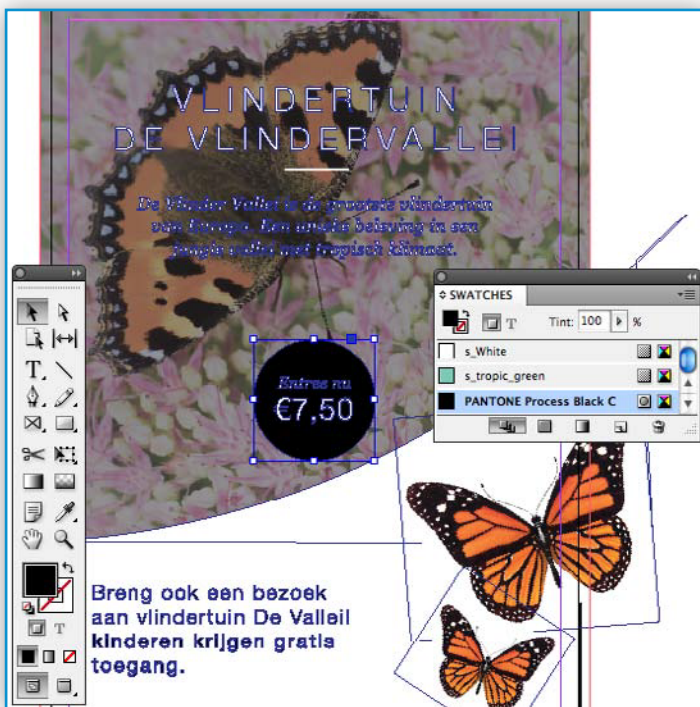 VLINDERTUIN
DE VLINDERVALLEI
De Vlinder Vallei is de grootste vlindertuin
van Europa. Een unieke beleving in een
jungle vallei met tropisch klimaat.
SWATCHES
T
Tint: 100 %
s_White
s_tropic_green
PANTONE Process Black C
Entree nu
€7,50
T
T
Breng ook een bezoek
aan vlindertuin De Vallei!
kinderen krijgen gratis
toegang.